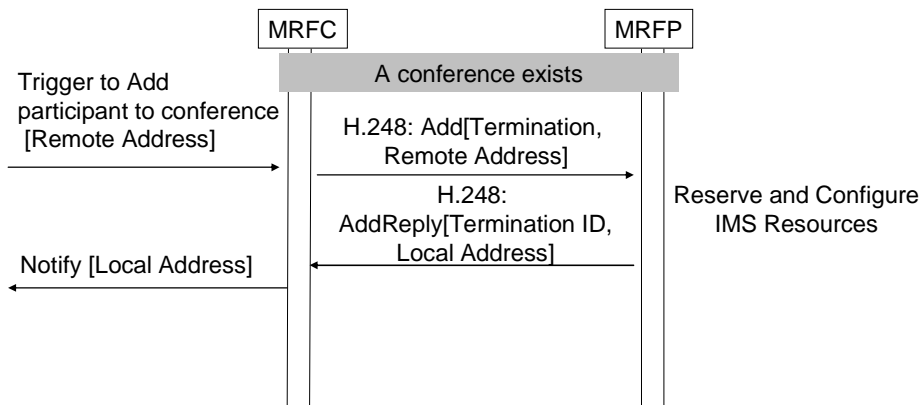 MRFC
MRFP
A conference exists
Trigger to Add
participant to conference
[Remote Address]
H.248: Add[Termination,
Remote Address]
H.248:
AddReply[Termination ID,
Local Address]
Reserve and Configure
IMS Resources
Notify [Local Address]